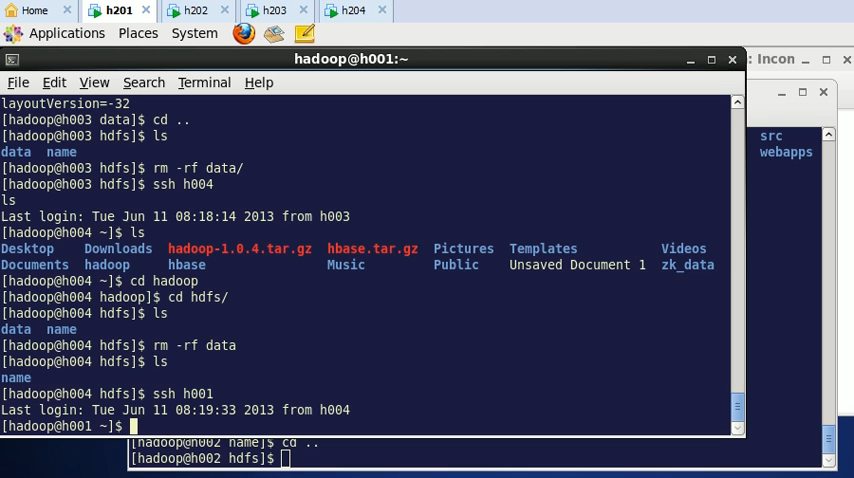 Home h201 h202 h203 h204
Applications Places System
hadoop@h001:~
: Incon
File Edit View Search Terminal Help
layoutVersion=-32
[hadoop@h003 data]$ cd ..
[hadoop@h003 hdfs]$ ls
data name
[hadoop@h003 hdfs]$ rm -rf data/
[hadoop@h003 hdfs]$ ssh h004
ls
Last login: Tue Jun 11 08:18:14 2013 from h003
[hadoop@h004 ~]$ ls
Desktop Downloads hadoop-1.0.4.tar.gz hbase.tar.gz Pictures Templates Videos
Documents hadoop hbase Music Public Unsaved Document 1 zk_data
[hadoop@h004 ~]$ cd hadoop
[hadoop@h004 hadoop]$ cd hdfs/
[hadoop@h004 hdfs]$ ls
data name
[hadoop@h004 hdfs]$ rm -rf data
[hadoop@h004 hdfs]$ ls
name
[hadoop@h004 hdfs]$ ssh h001
Last login: Tue Jun 11 08:19:33 2013 from h004
[hadoop@h001 ~]$
src
webapps
[hadoop@h002 name]$ cd ..
[hadoop@h002 hdfs]$